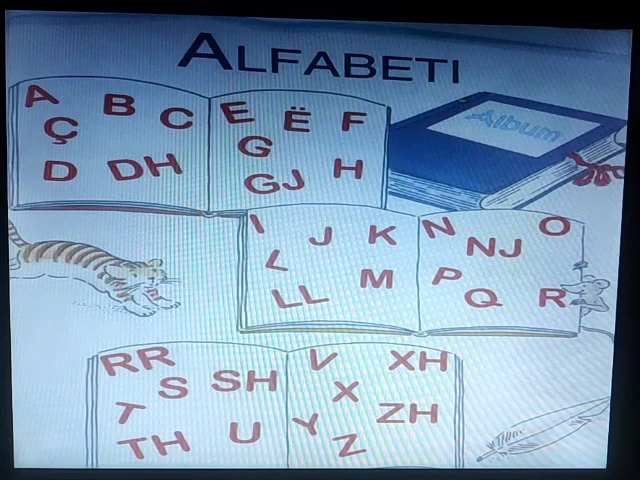 ALFABETI
A B C
Ç
D DH
E Ë F
G
GJ H
Album
I J K
L
LL M
N NJ O
P
Q R
RR
S SH
T
TH U
V XH
X
Y ZH
Z